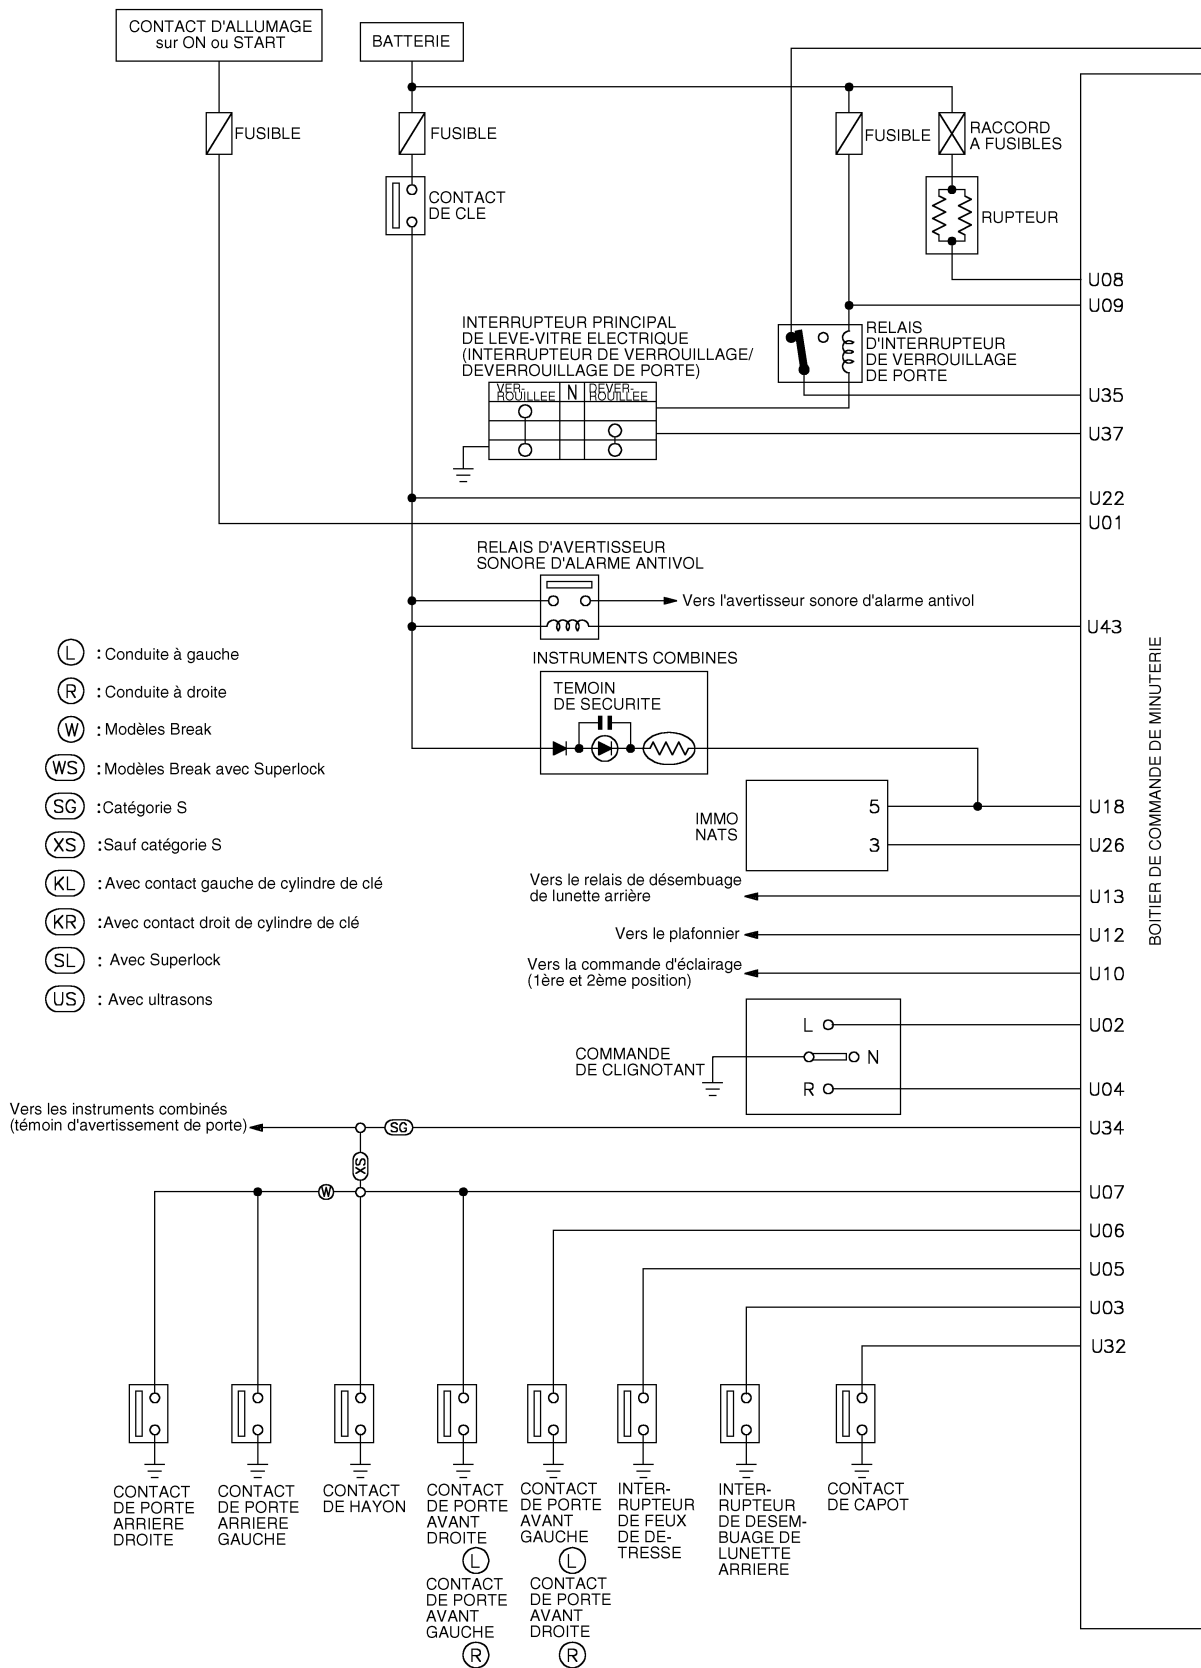 CONTACT D'ALLUMAGE
sur ON ou START
BATTERIE
FUSIBLE
FUSIBLE
FUSIBLE
RACCORD
A FUSIBLES
CONTACT
DE CLE
RUPTEUR
U08
U09
INTERRUPTEUR PRINCIPAL
DE LEVE-VITRE ELECTRIQUE
(INTERRUPTEUR DE VERROUILLAGE/
DEVERROUILLAGE DE PORTE)
RELAIS
D'INTERRUPTEUR
DE VERROUILLAGE
DE PORTE
VER-
ROUILLEE
N
DEVER-
ROUILLEE
U35
U37
U22
U01
RELAIS D'AVERTISSEUR
SONORE D'ALARME ANTIVOL
Vers l'avertisseur sonore d'alarme antivol
U43
BOITIER DE COMMANDE DE MINUTERIE
L : Conduite à gauche
R : Conduite à droite
W : Modèles Break
WS : Modèles Break avec Superlock
SG : Catégorie S
XS : Sauf catégorie S
KL : Avec contact gauche de cylindre de clé
KR : Avec contact droit de cylindre de clé
SL : Avec Superlock
US : Avec ultrasons
INSTRUMENTS COMBINES
TEMOIN
DE SECURITE
IMMO
NATS
5
3
U18
U26
Vers le relais de désembuage
de lunette arrière
U13
Vers le plafonnier
U12
Vers la commande d'éclairage
(1ère et 2ème position)
U10
COMMANDE
DE CLIGNOTANT
L
N
R
U02
U04
Vers les instruments combinés
(témoin d'avertissement de porte)
SG
U34
XS
W
U07
U06
U05
U03
U32
CONTACT
DE PORTE
ARRIERE
DROITE
CONTACT
DE PORTE
ARRIERE
GAUCHE
CONTACT
DE HAYON
CONTACT
DE PORTE
AVANT
DROITE
L
CONTACT
DE PORTE
AVANT
GAUCHE
R
CONTACT
DE PORTE
AVANT
GAUCHE
L
CONTACT
DE PORTE
AVANT
DROITE
R
INTER-
RUPTEUR
DE FEUX
DE DE-
TRESSE
INTER-
RUPTEUR
DE DESEM-
BUAGE DE
LUNETTE
ARRIERE
CONTACT
DE CAPOT